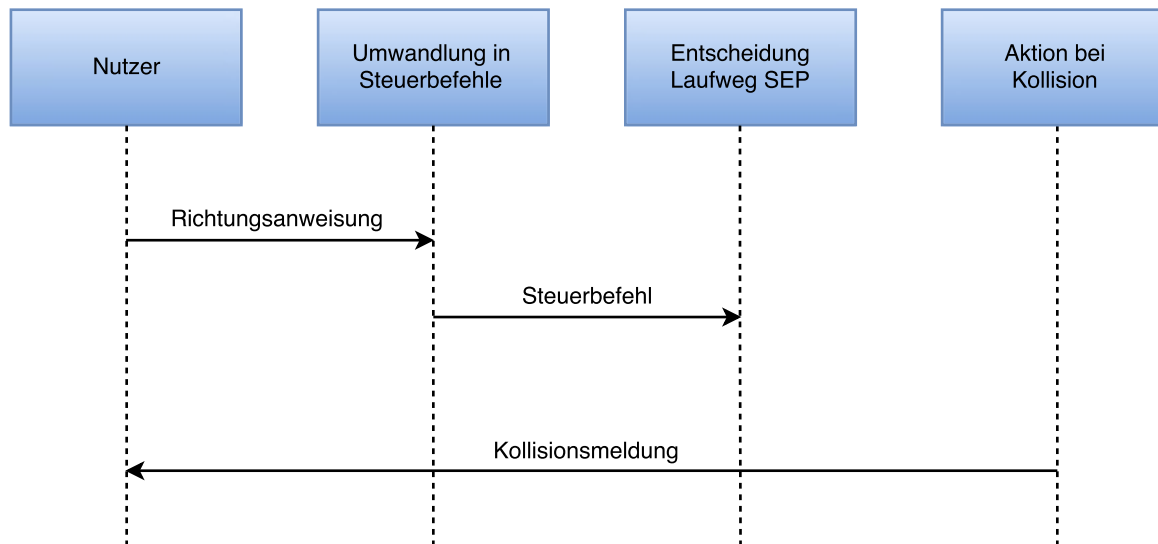 Nutzer
Umwandlung in
Steuerbefehle
Entscheidung
Laufweg SEP
Aktion bei
Kollision
Richtungsanweisung
Steuerbefehl
Kollisionsmeldung